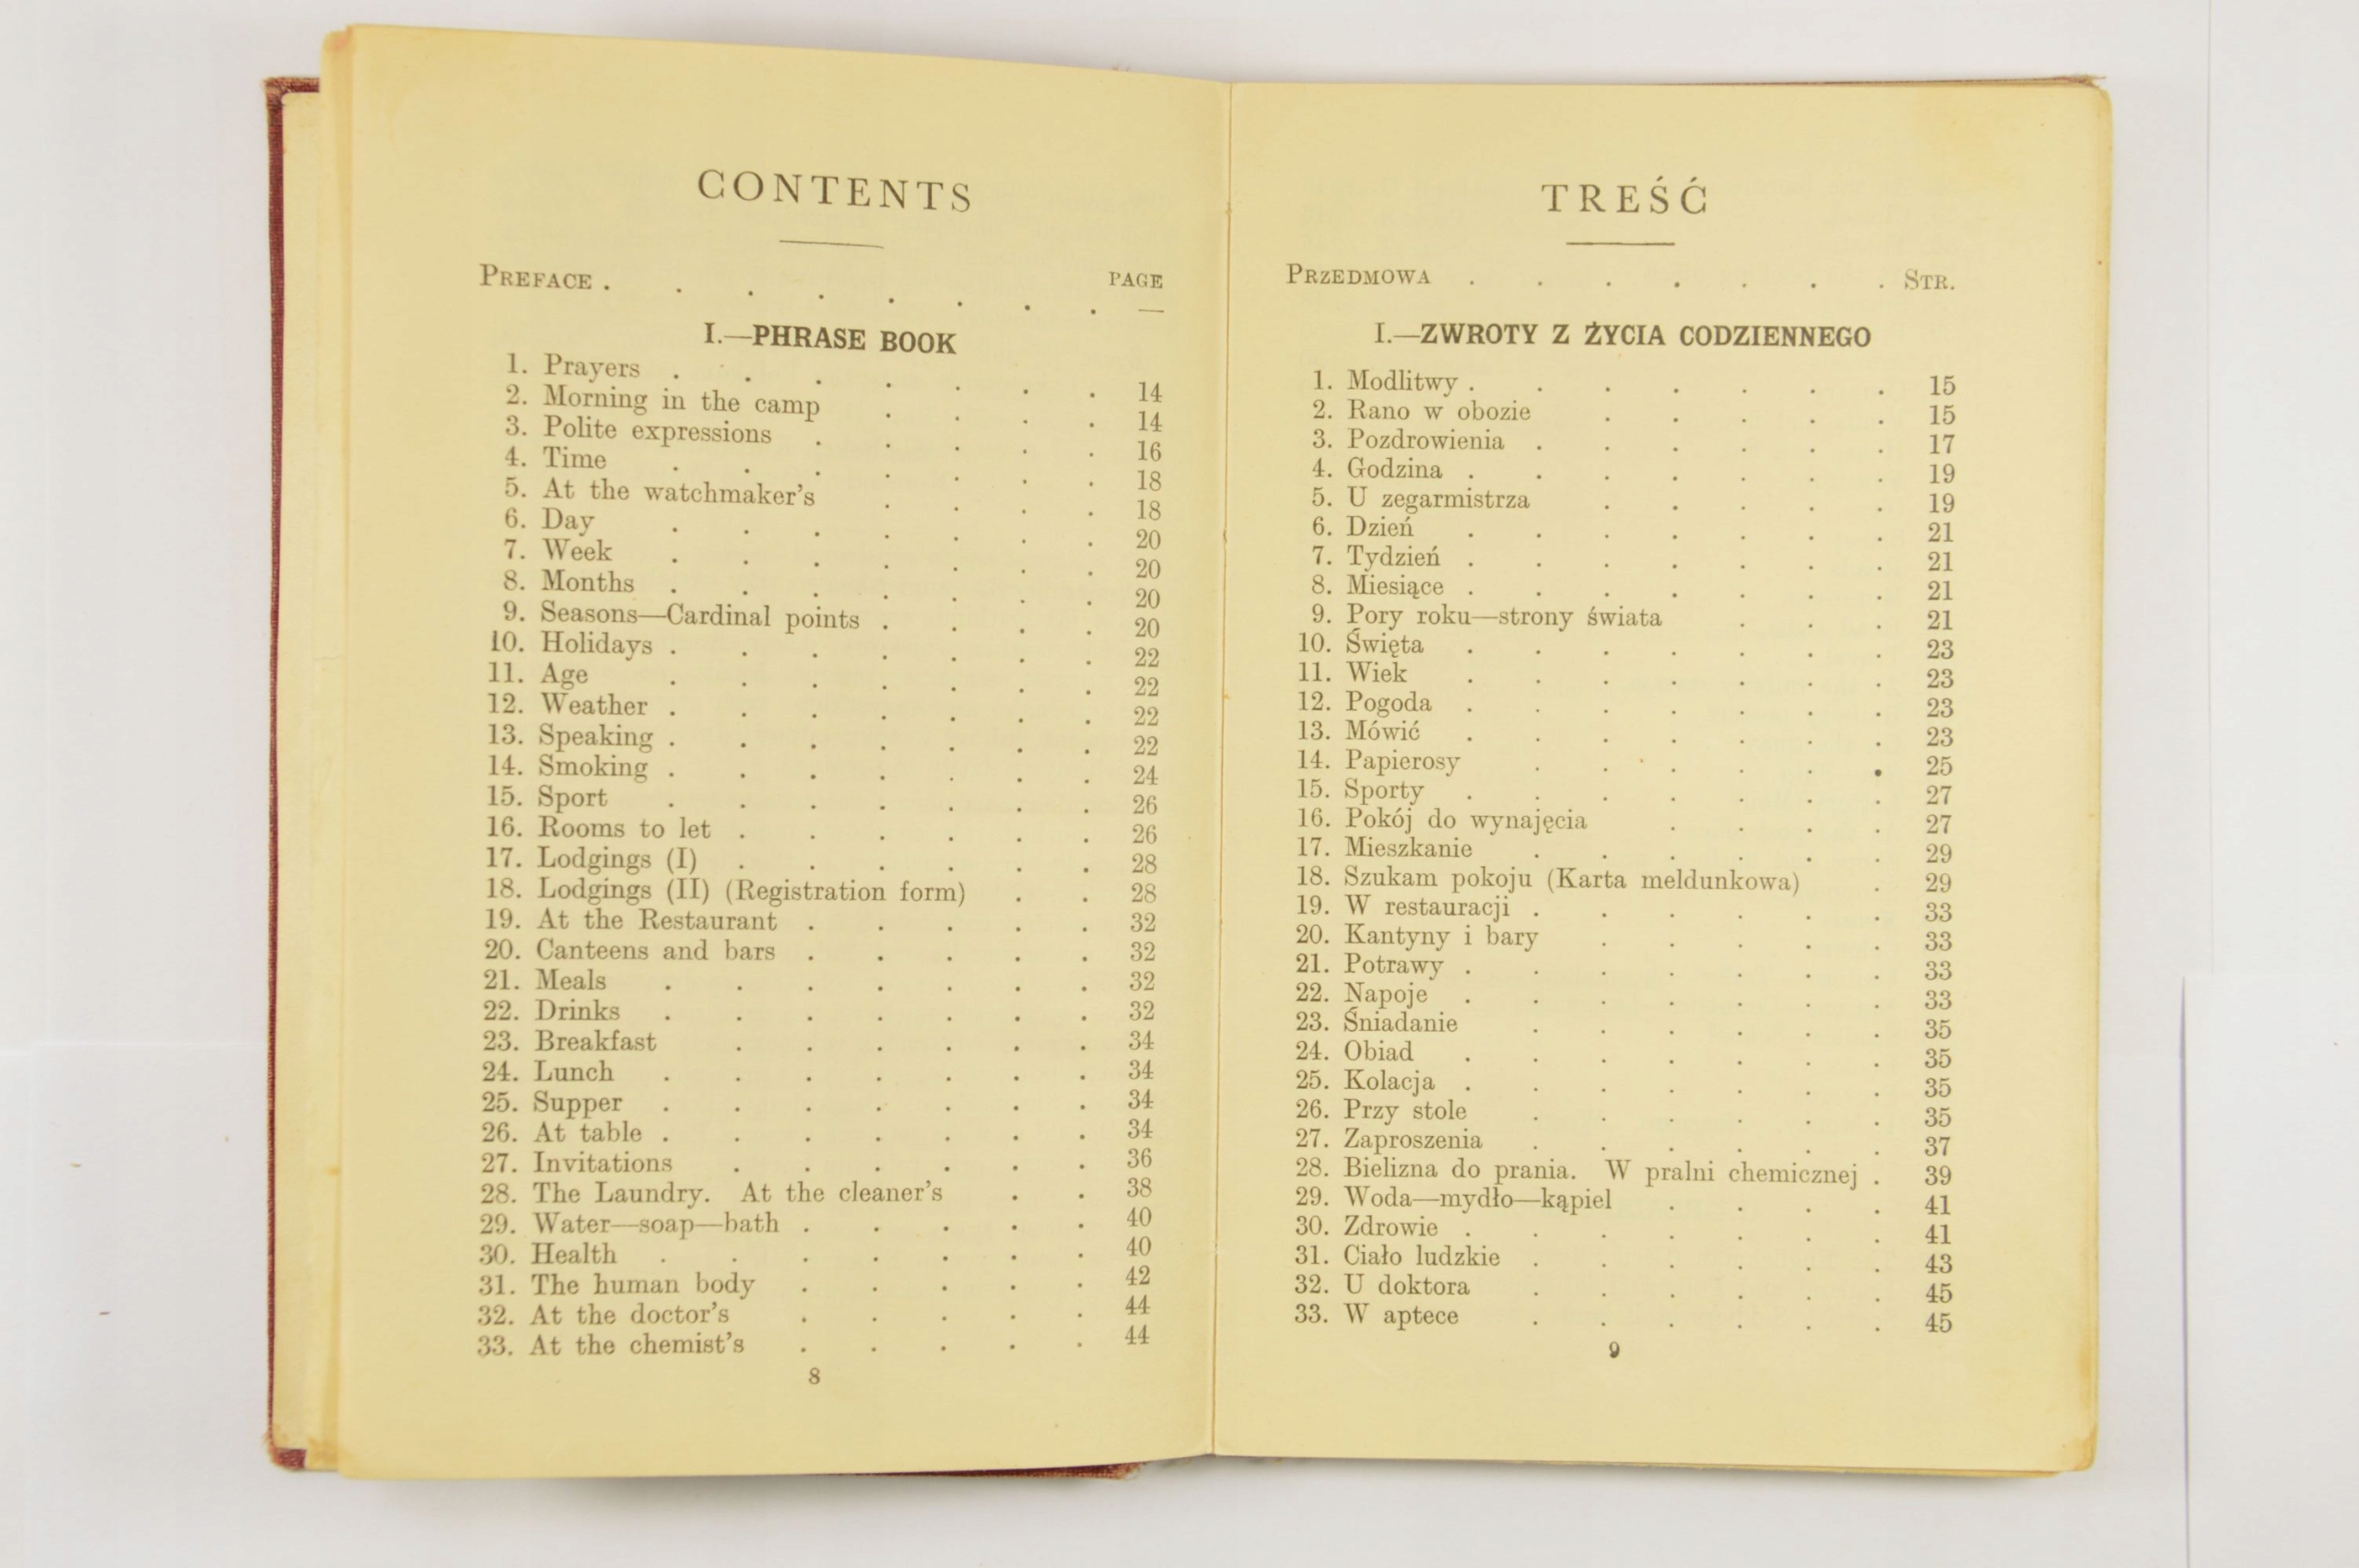 CONTENTS
PREFACE . . . . . . . . PAGE —
I.—PHRASE BOOK
1. Prayers . . . . . . . 14
2. Morning in the camp . . . . 14
3. Polite expressions . . . . . 16
4. Time . . . . . . . 18
5. At the watchmaker's . . . . 18
6. Day . . . . . . . 20
7. Week . . . . . . . 20
8. Months . . . . . . . 20
9. Seasons—Cardinal points . . . . 20
10. Holidays . . . . . . . 22
11. Age . . . . . . . 22
12. Weather . . . . . . . 22
13. Speaking . . . . . . . 22
14. Smoking . . . . . . . 24
15. Sport . . . . . . . 26
16. Rooms to let . . . . . . 26
17. Lodgings (I) . . . . . . 28
18. Lodgings (II) (Registration form) . . 28
19. At the Restaurant . . . . . 32
20. Canteens and bars . . . . . 32
21. Meals . . . . . . . 32
22. Drinks . . . . . . . 32
23. Breakfast . . . . . . 34
24. Lunch . . . . . . . 34
25. Supper . . . . . . . 34
26. At table . . . . . . . 34
27. Invitations . . . . . . 36
28. The Laundry. At the cleaner's . . 38
29. Water—soap—bath . . . . . 40
30. Health . . . . . . . 40
31. The human body . . . . . 42
32. At the doctor's . . . . . 44
33. At the chemist's . . . . . 44
8
TREŚĆ
PRZEDMOWA . . . . . . . STR.
I.—ZWROTY Z ŻYCIA CODZIENNEGO
1. Modlitwy . . . . . . . 15
2. Rano w obozie . . . . . 15
3. Pozdrowienia . . . . . . 17
4. Godzina . . . . . . . 19
5. U zegarmistrza . . . . . 19
6. Dzień . . . . . . . 21
7. Tydzień . . . . . . . 21
8. Miesiące . . . . . . . 21
9. Pory roku—strony świata . . . 21
10. Święta . . . . . . . 23
11. Wiek . . . . . . . 23
12. Pogoda . . . . . . . 23
13. Mówić . . . . . . . 23
14. Papierosy . . . . . . 25
15. Sporty . . . . . . . 27
16. Pokój do wynajęcia . . . . 27
17. Mieszkanie . . . . . . 29
18. Szukam pokoju (Karta meldunkowa) . 29
19. W restauracji . . . . . . 33
20. Kantyny i bary . . . . . 33
21. Potrawy . . . . . . . 33
22. Napoje . . . . . . . 33
23. Śniadanie . . . . . . 35
24. Obiad . . . . . . . 35
25. Kolacja . . . . . . . 35
26. Przy stole . . . . . . 35
27. Zaproszenia . . . . . . 37
28. Bielizna do prania. W pralni chemicznej . 39
29. Woda—mydło—kąpiel . . . . 41
30. Zdrowie . . . . . . . 41
31. Ciało ludzkie . . . . . . 43
32. U doktora . . . . . . 45
33. W aptece . . . . . . 45
9